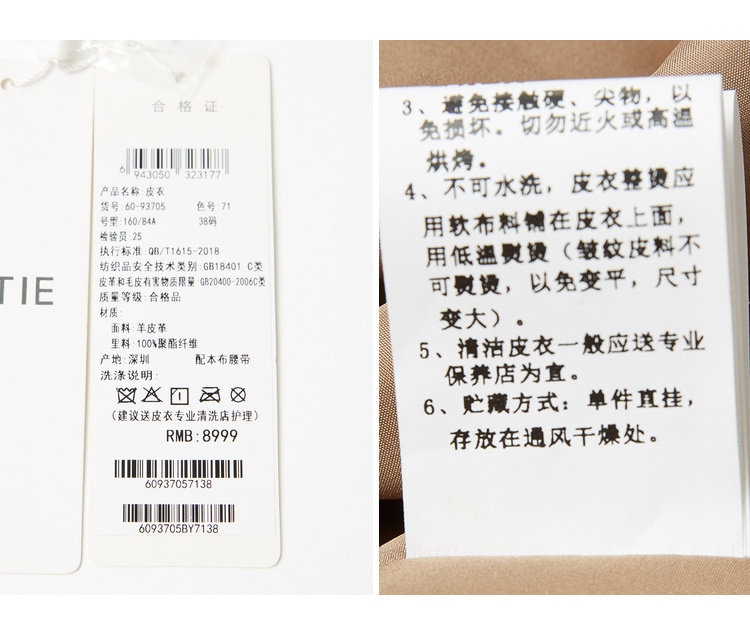 TIE
合格证
6 943050 323177
产品名称:皮衣
货号:60-93705 色号:71
号型:160/84A 38码
检验员:25
执行标准:QB/T1615-2018
纺织品安全技术类别:GB18401 C类
皮革和毛皮有害物质限量:GB20400-2006C类
质量等级:合格品
材质:
面料:羊皮革
里料:100%聚酯纤维
产地:深圳 配本布腰带
洗涤说明:
(建议送皮衣专业清洗店护理)
RMB:8999
60937057138
6093705BY7138
3、避免接触硬、尖物，以
免损坏。切勿近火或高温
烘烤。
4、不可水洗，皮衣整烫应
用软布料铺在皮衣上面，
用低温熨烫（皱纹皮料不
可熨烫，以免变平，尺寸
变大）。
5、清洁皮衣一般应送专业
保养店为宜。
6、贮藏方式：单件直挂，
存放在通风干燥处。